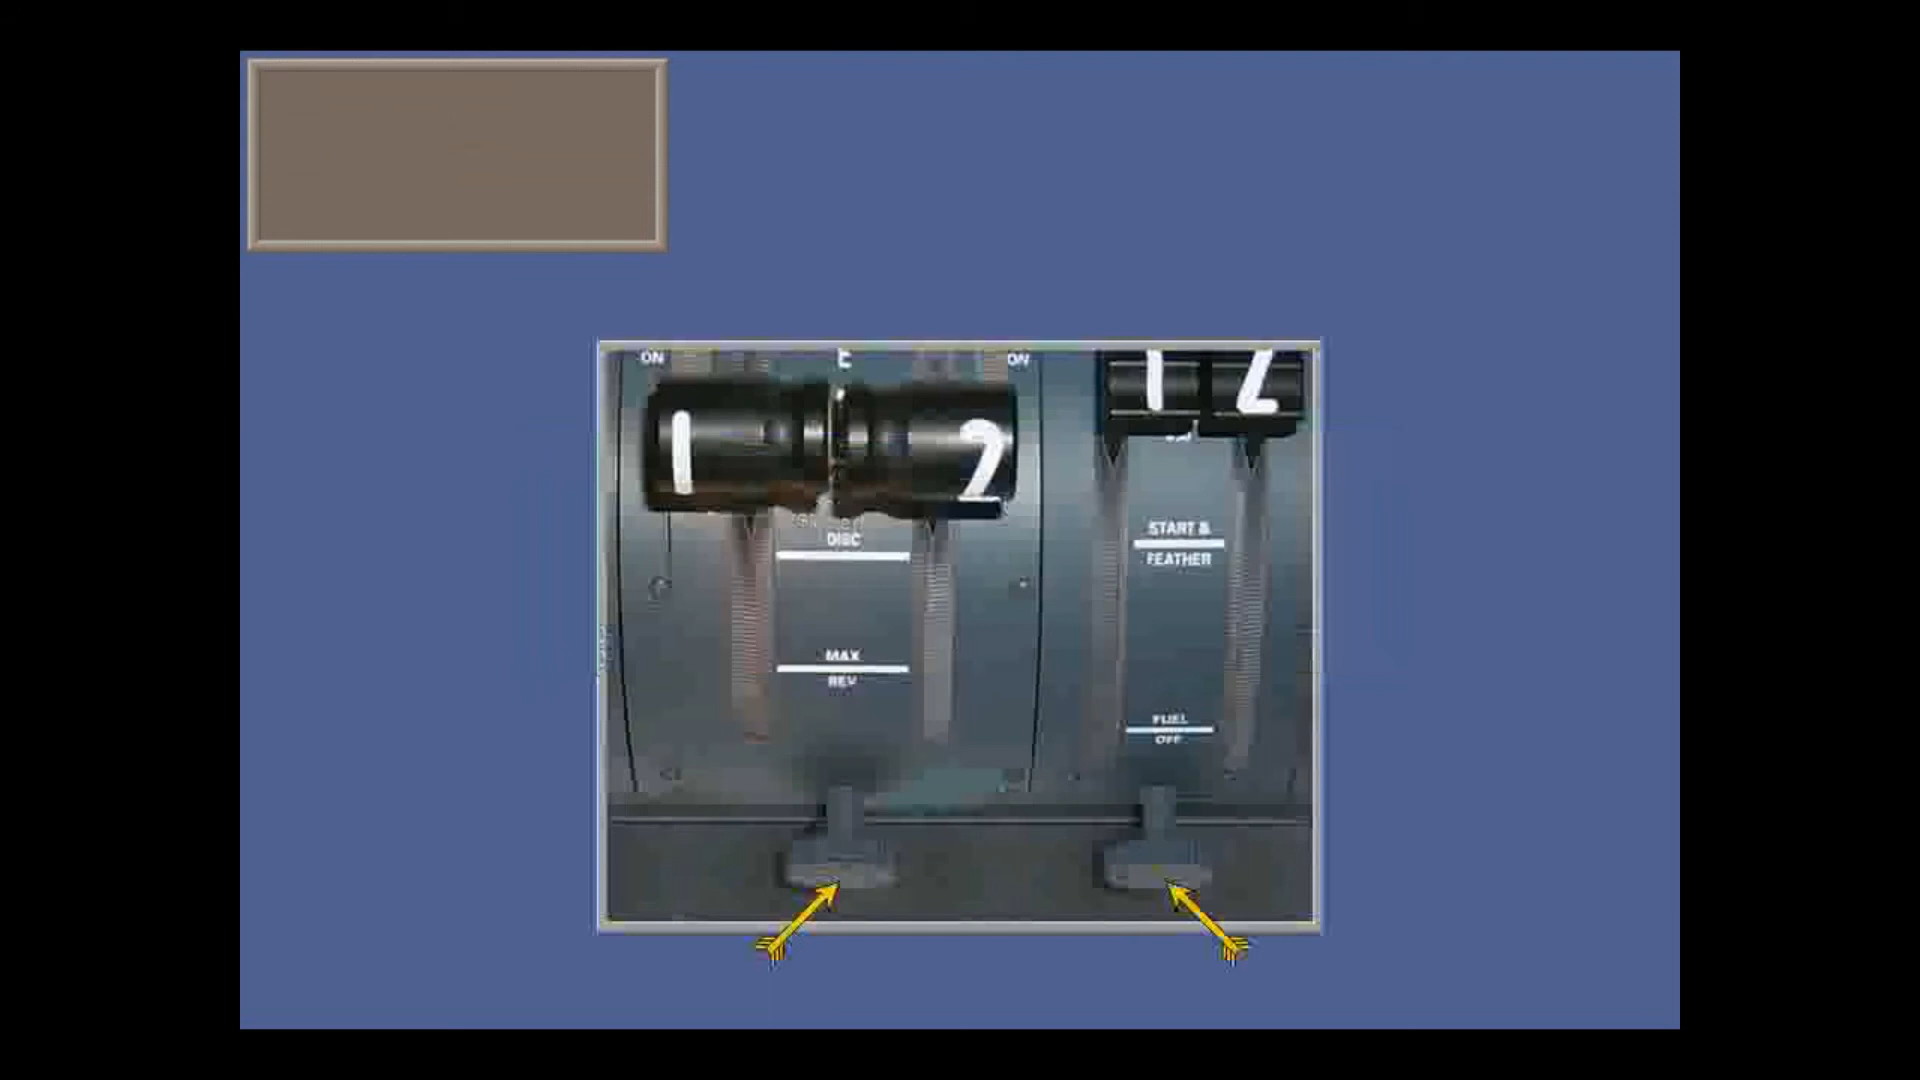 ON
ON
1 2
1 2
DISC
START &
FEATHER
MAX
REV
FUEL
OFF